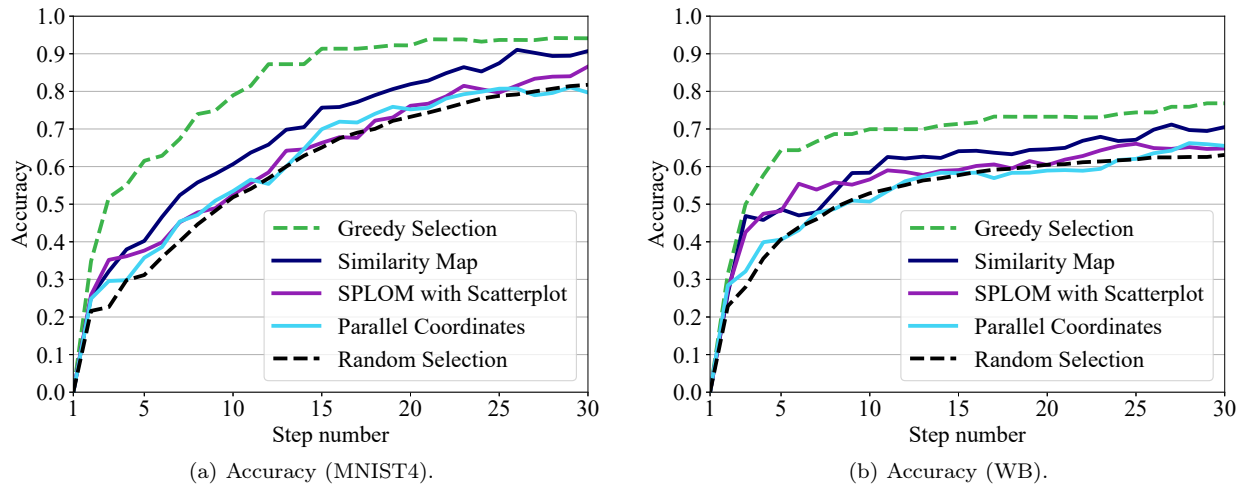 1.0
0.9
0.8
0.7
0.6
0.5
0.4
0.3
0.2
0.1
0.0
Accuracy
1 5 10 15 20 25 30
Step number
Greedy Selection
Similarity Map
SPLOM with Scatterplot
Parallel Coordinates
Random Selection
(a) Accuracy (MNIST4).
1.0
0.9
0.8
0.7
0.6
0.5
0.4
0.3
0.2
0.1
0.0
Accuracy
1 5 10 15 20 25 30
Step number
Greedy Selection
Similarity Map
SPLOM with Scatterplot
Parallel Coordinates
Random Selection
(b) Accuracy (WB).